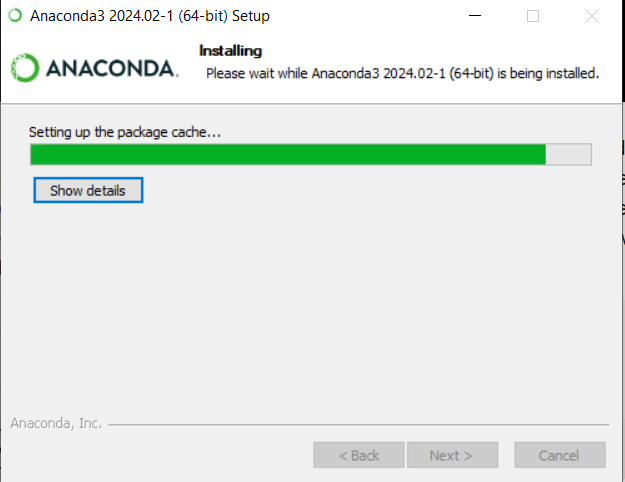 Anaconda3 2024.02-1 (64-bit) Setup
Installing
ANACONDA.
Please wait while Anaconda3 2024.02-1 (64-bit) is being installed.
Setting up the package cache...
Show details
Anaconda, Inc.
< Back
Next >
Cancel